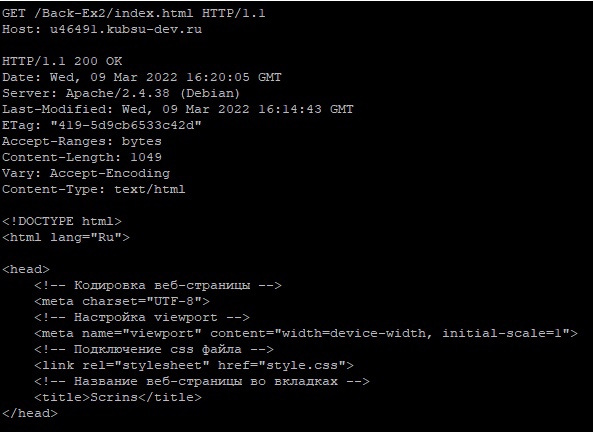 GET /Back-Ex2/index.html HTTP/1.1
Host: u46491.kubsu-dev.ru

HTTP/1.1 200 OK
Date: Wed, 09 Mar 2022 16:20:05 GMT
Server: Apache/2.4.38 (Debian)
Last-Modified: Wed, 09 Mar 2022 16:14:43 GMT
ETag: "419-5d9cb6533c42d"
Accept-Ranges: bytes
Content-Length: 1049
Vary: Accept-Encoding
Content-Type: text/html

<!DOCTYPE html>
<html lang="Ru">

<head>
    <!-- Кодировка веб-страницы -->
    <meta charset="UTF-8">
    <!-- Настройка viewport -->
    <meta name="viewport" content="width=device-width, initial-scale=1">
    <!-- Подключение css файла -->
    <link rel="stylesheet" href="style.css">
    <!-- Название веб-страницы во вкладках -->
    <title>Scrins</title>
</head>